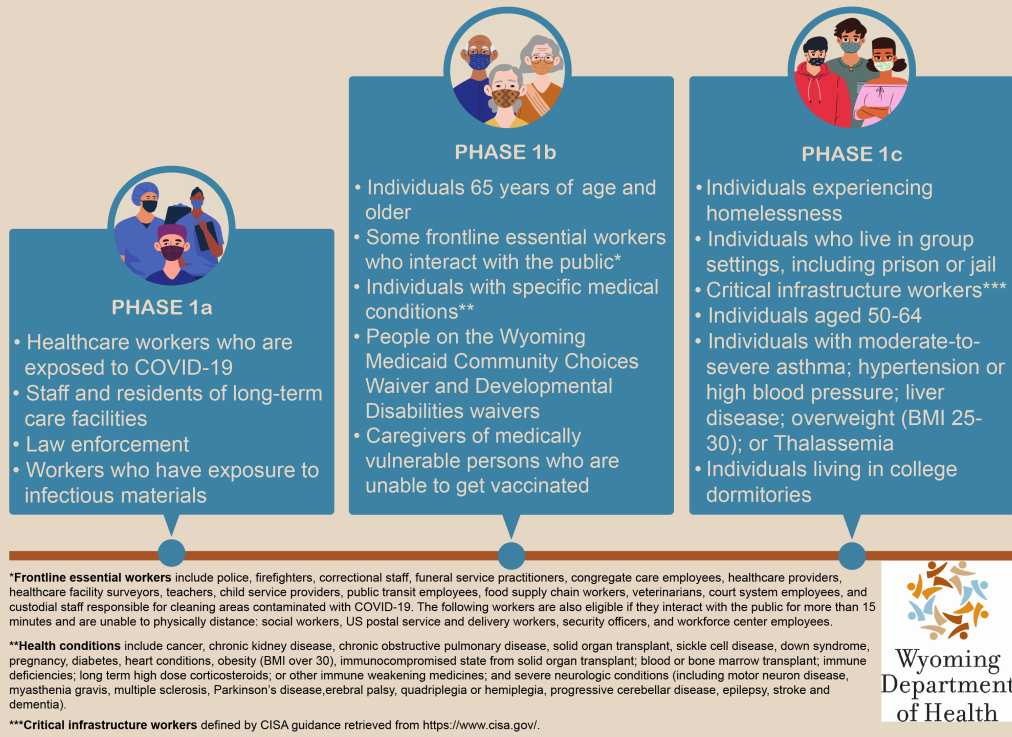 PHASE 1a
• Healthcare workers who are
exposed to COVID-19
• Staff and residents of long-term
care facilities
• Law enforcement
• Workers who have exposure to
infectious materials
PHASE 1b
• Individuals 65 years of age and
older
• Some frontline essential workers
who interact with the public*
• Individuals with specific medical
conditions**
• People on the Wyoming
Medicaid Community Choices
Waiver and Developmental
Disabilities waivers
• Caregivers of medically
vulnerable persons who are
unable to get vaccinated
PHASE 1c
• Individuals experiencing
homelessness
• Individuals who live in group
settings, including prison or jail
• Critical infrastructure workers***
• Individuals aged 50-64
• Individuals with moderate-to-
severe asthma; hypertension or
high blood pressure; liver
disease; overweight (BMI 25-
30); or Thalassemia
• Individuals living in college
dormitories
*Frontline essential workers include police, firefighters, correctional staff, funeral service practitioners, congregate care employees, healthcare providers,
healthcare facility surveyors, teachers, child service providers, public transit employees, food supply chain workers, veterinarians, court system employees, and
custodial staff responsible for cleaning areas contaminated with COVID-19. The following workers are also eligible if they interact with the public for more than 15
minutes and are unable to physically distance: social workers, US postal service and delivery workers, security officers, and workforce center employees.
**Health conditions include cancer, chronic kidney disease, chronic obstructive pulmonary disease, solid organ transplant, sickle cell disease, down syndrome,
pregnancy, diabetes, heart conditions, obesity (BMI over 30), immunocompromised state from solid organ transplant; blood or bone marrow transplant; immune
deficiencies; long term high dose corticosteroids; or other immune weakening medicines; and severe neurologic conditions (including motor neuron disease,
myasthenia gravis, multiple sclerosis, Parkinson's disease,erebral palsy, quadriplegia or hemiplegia, progressive cerebellar disease, epilepsy, stroke and
dementia).
***Critical infrastructure workers defined by CISA guidance retrieved from https://www.cisa.gov/.
Wyoming
Department
of Health